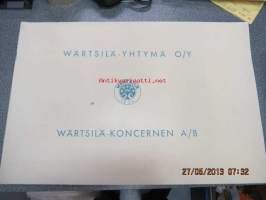 WÄRTSILÄ-YHTYMÄ O/Y
Antikvariaatti.net
WÄRTSILÄ-KONCERNEN A/B
27/05/2013 07:32